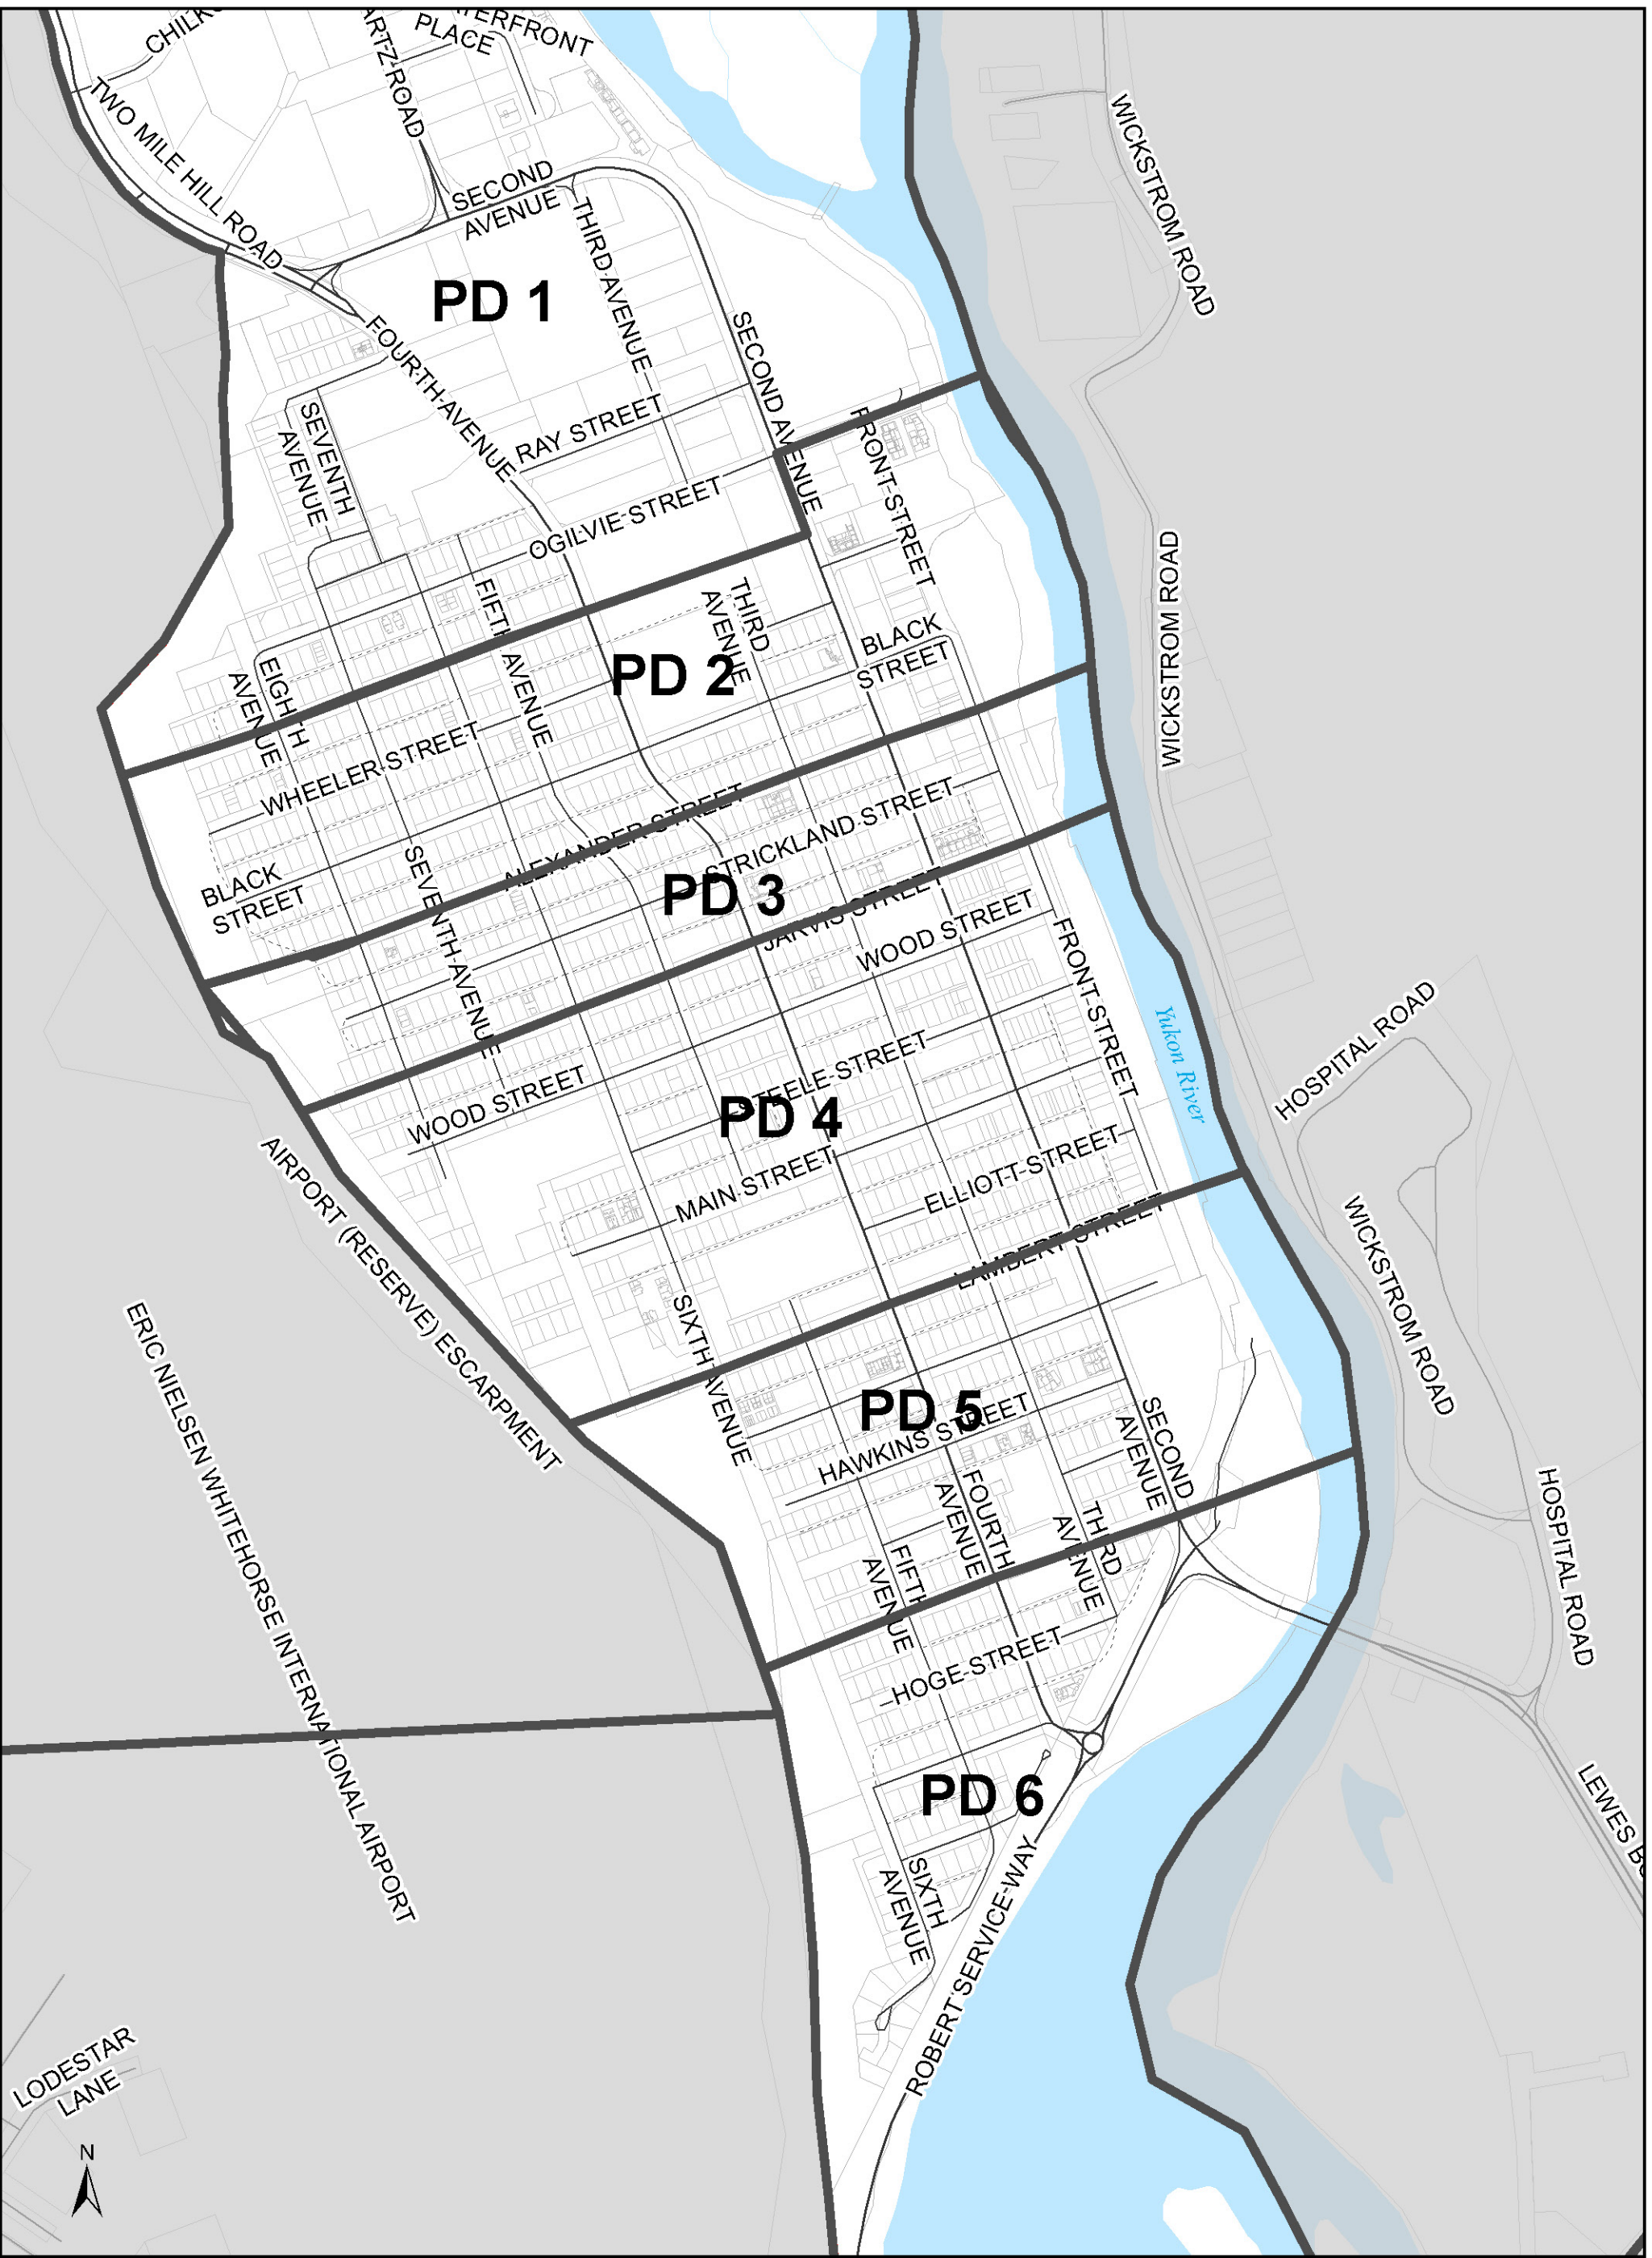 PLACE
SECOND
AVENUE
TWO MILE HILL ROAD
WICKSTROM ROAD
THIRD AVENUE
PD 1
FOURTH AVENUE
SECOND AVENUE
RAY STREET
SEVENTH
AVENUE
FRONT STREET
OGILVIE STREET
WICKSTROM ROAD
FIFTH AVENUE
THIRD
AVENUE
BLACK
STREET
PD 2
EIGHTH
AVENUE
WHEELER STREET
ALEXANDER STREET
STRICKLAND STREET
BLACK
STREET
SEVENTH AVENUE
PD 3
JARVIS STREET
WOOD STREET
FRONT STREET
Yukon River
HOSPITAL ROAD
STEELE STREET
WOOD STREET
PD 4
MAIN STREET
ELLIOTT STREET
LAMBERT STREET
AIRPORT (RESERVE) ESCARPMENT
WICKSTROM ROAD
SIXTH AVENUE
ERIC NIELSEN WHITEHORSE INTERNATIONAL AIRPORT
PD 5
HAWKINS STREET
SECOND
AVENUE
FOURTH
AVENUE
THIRD
AVENUE
FIFTH
AVENUE
HOSPITAL ROAD
HOGE STREET
PD 6
LEWES
SIXTH
AVENUE
ROBERT SERVICE WAY
LODESTAR
LANE
N